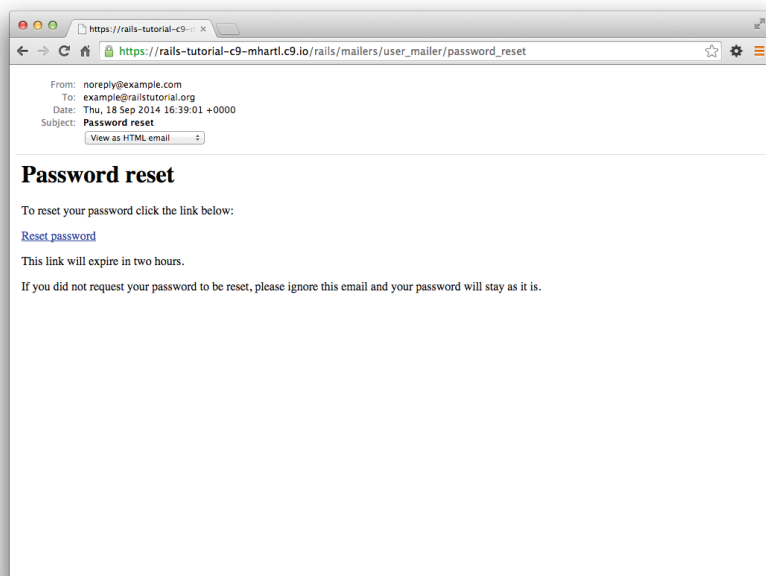 https://rails-tutorial-c9-n
https://rails-tutorial-c9-mhartl.c9.io/rails/mailers/user_mailer/password_reset
From: noreply@example.com
To: example@railstutorial.org
Date: Thu, 18 Sep 2014 16:39:01 +0000
Subject: Password reset
View as HTML email
Password reset
To reset your password click the link below:
Reset password
This link will expire in two hours.
If you did not request your password to be reset, please ignore this email and your password will stay as it is.